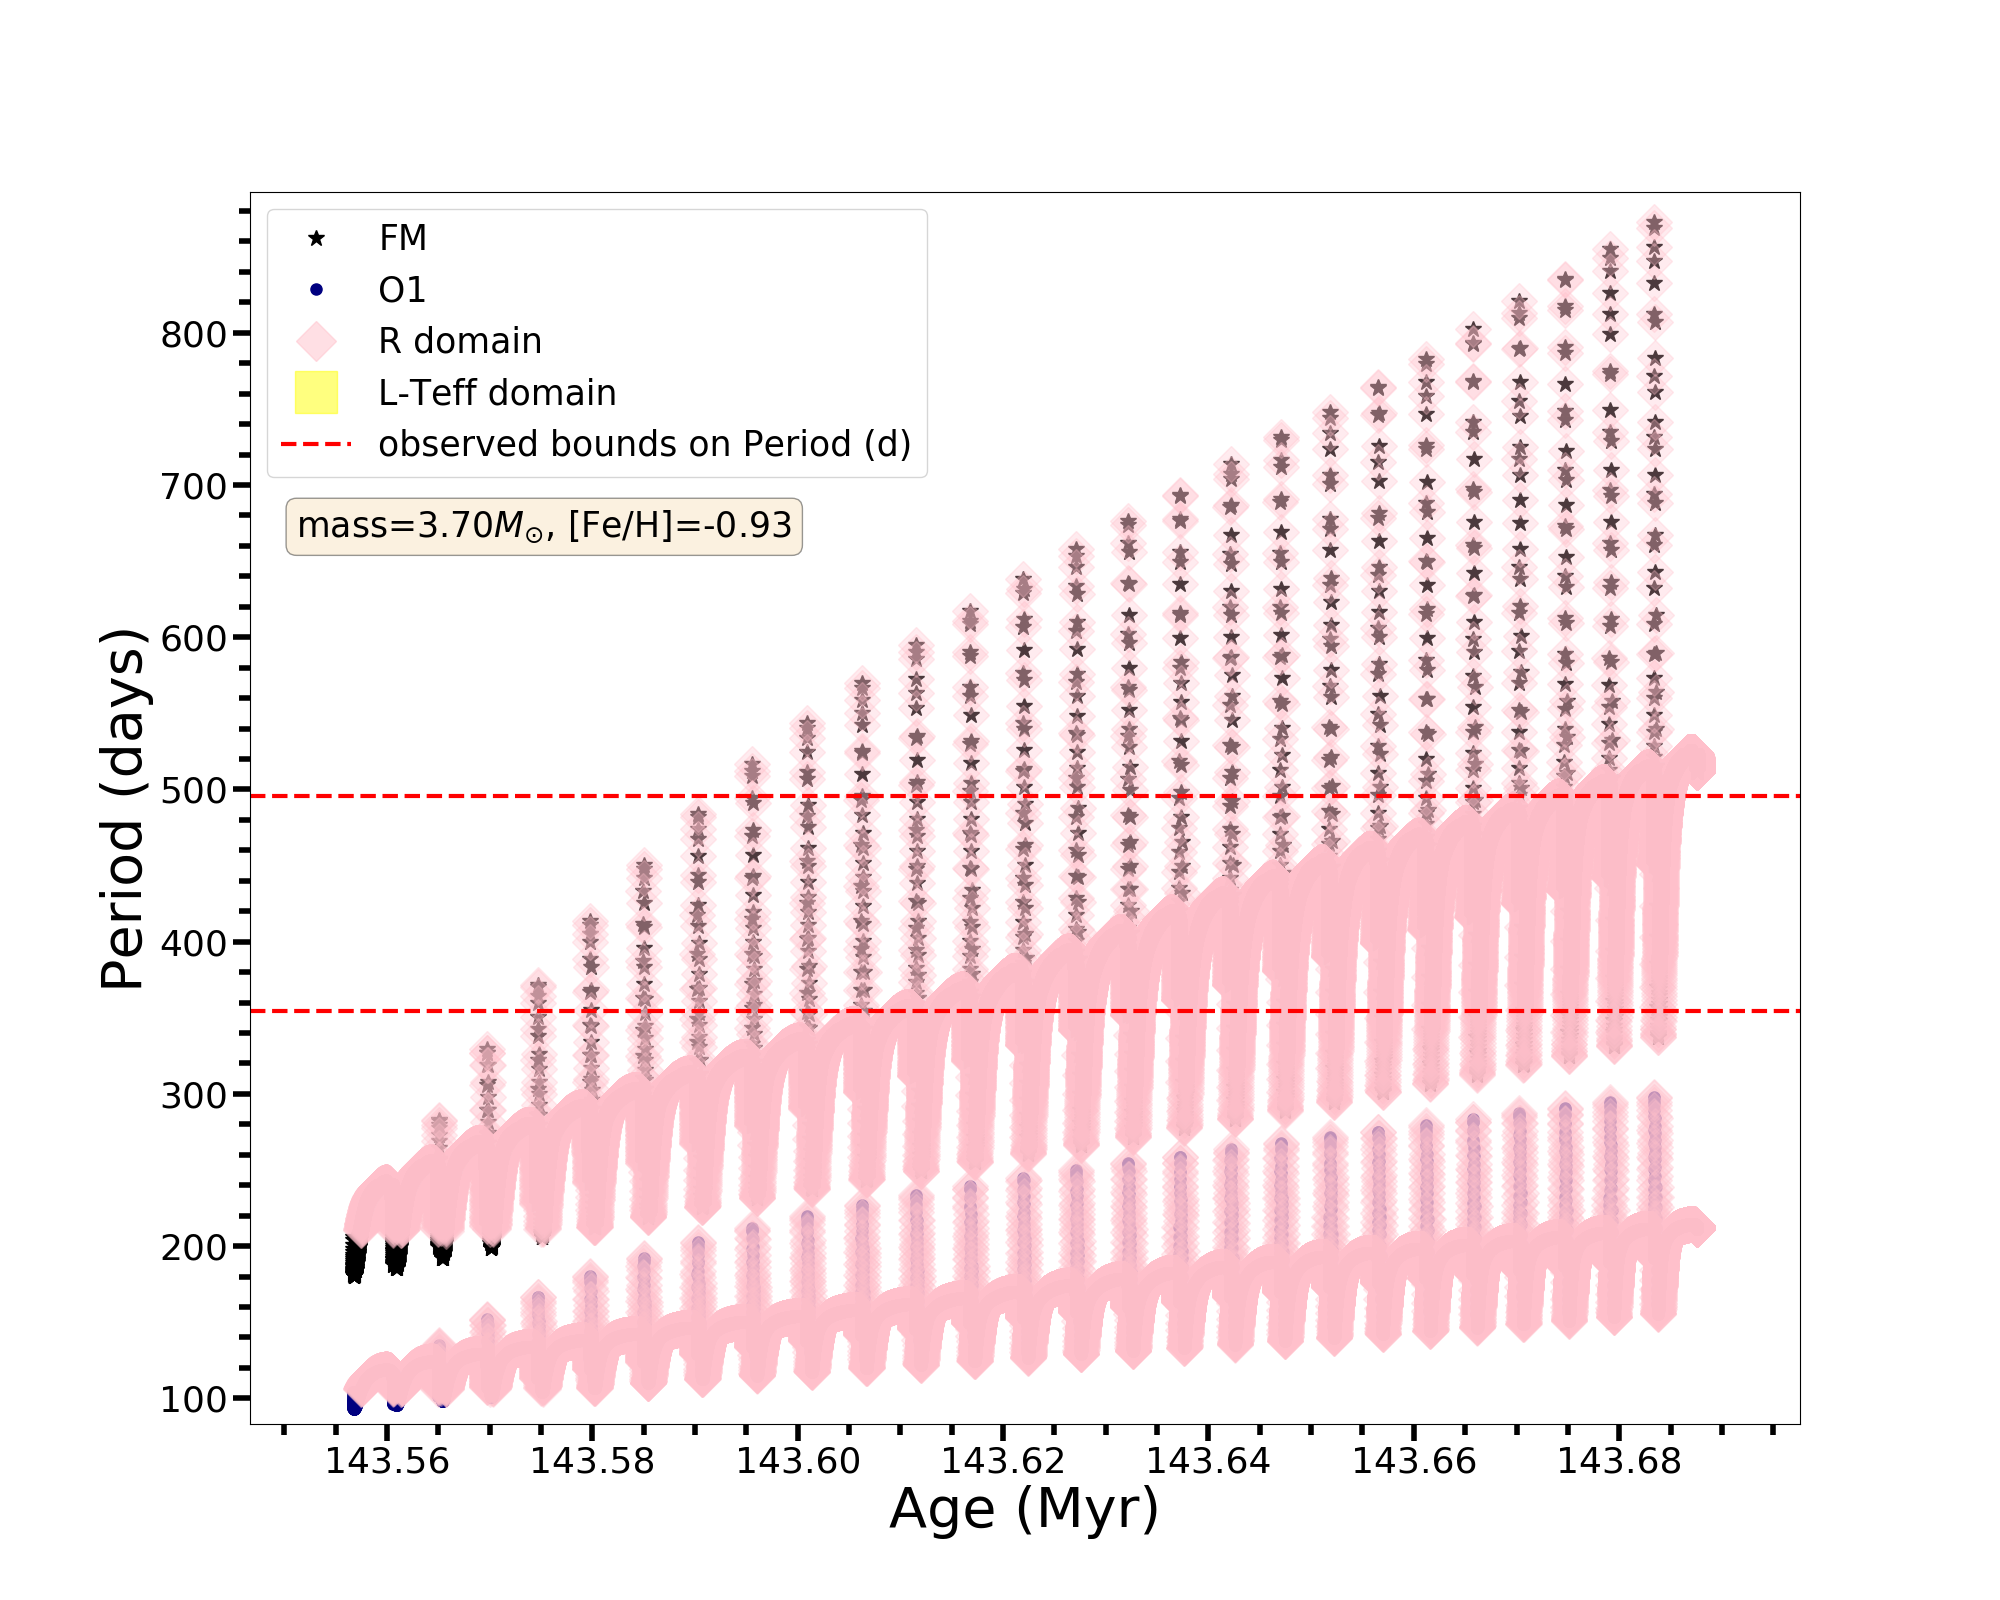 FM
O1
R domain
L-Teff domain
observed bounds on Period (d)
mass=3.70M⊙, [Fe/H]=-0.93
800
700
600
500
400
300
200
100
Period (days)
143.56 143.58 143.60 143.62 143.64 143.66 143.68
Age (Myr)